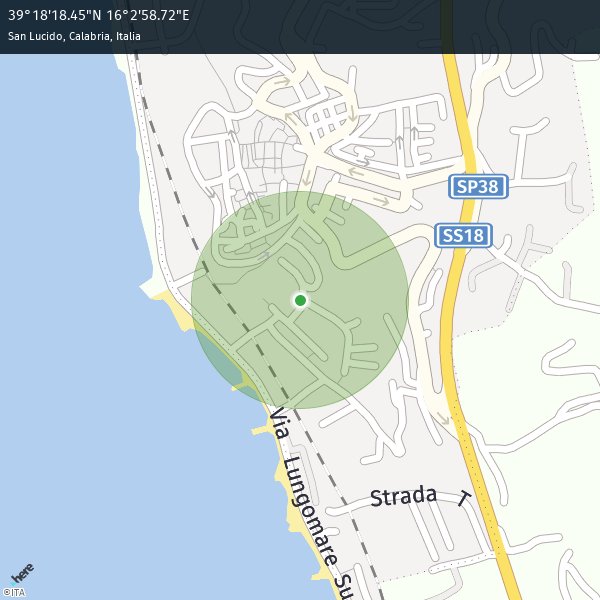 39°18'18.45"N 16°2'58.72"E
San Lucido, Calabria, Italia
SP38
SS18
Via Lungomare Su
Strada T
here
©ITA